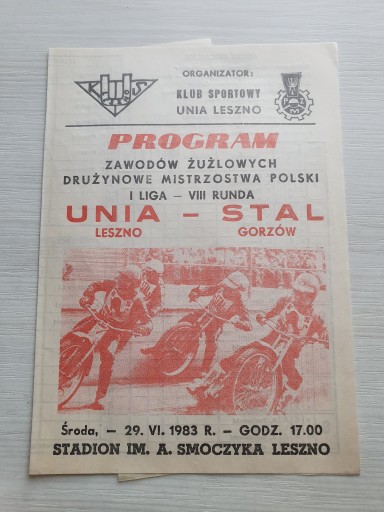 ORGANIZATOR:
KLUB SPORTOWY
UNIA LESZNO
PROGRAM
ZAWODÓW ŻUŻLOWYCH
DRUŻYNOWE MISTRZOSTWA POLSKI
I LIGA — VIII RUNDA
UNIA — STAL
LESZNO GORZÓW
Środa, — 29. VI. 1983 R. — GODZ. 17.00
STADION IM. A. SMOCZYKA LESZNO